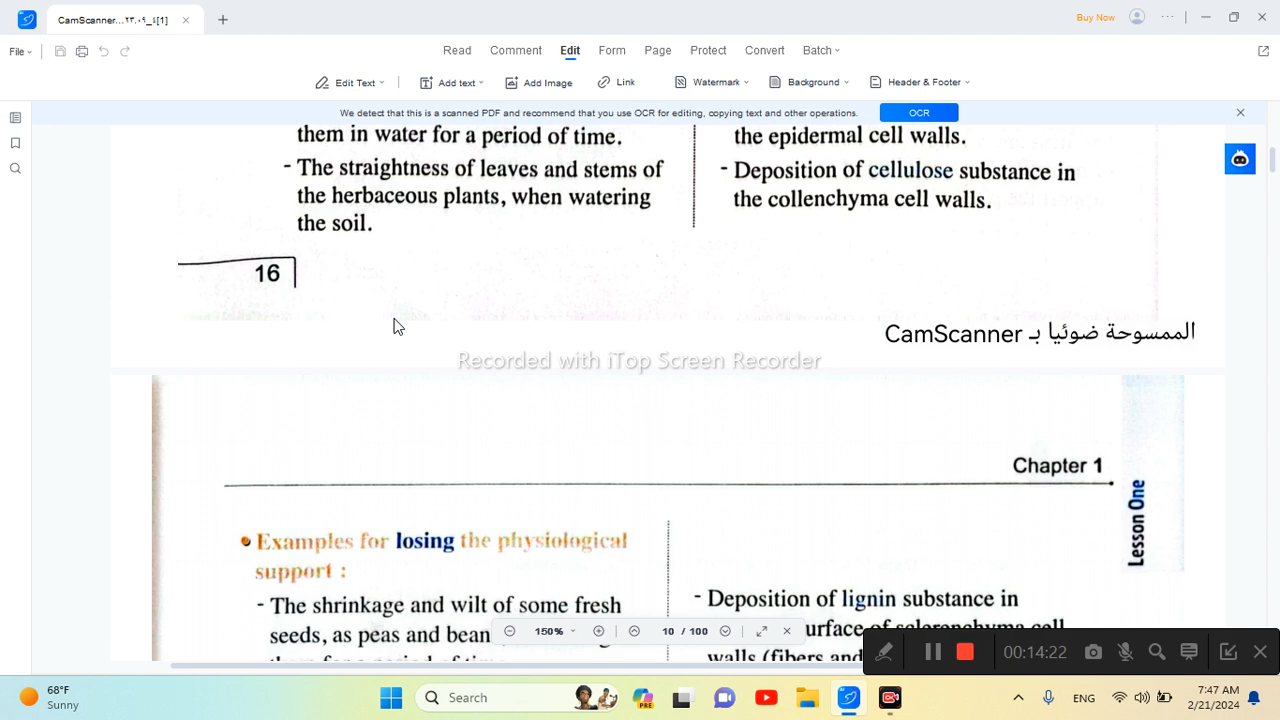 CamScanner...٢٣.٠٩_٤[1]
Buy Now
File
Read Comment Edit Form Page Protect Convert Batch
Edit Text Add text Add Image Link Watermark Background Header & Footer
We detect that this is a scanned PDF and recommend that you use OCR for editing, copying text and other operations. OCR
them in water for a period of time.
- The straightness of leaves and stems of
the herbaceous plants, when watering
the soil.
the epidermal cell walls.
- Deposition of cellulose substance in
the collenchyma cell walls.
16
الممسوحة ضوئيا بـ CamScanner
Recorded with iTop Screen Recorder
Chapter 1
Lesson One
• Examples for losing the physiological
support :
- The shrinkage and wilt of some fresh
seeds, as peas and bean
- Deposition of lignin substance in
urface of sclerenchyma cell
walls (fibers and
150% 10 / 100
00:14:22
68°F
Sunny
Search
PRE
ENG
7:47 AM
2/21/2024